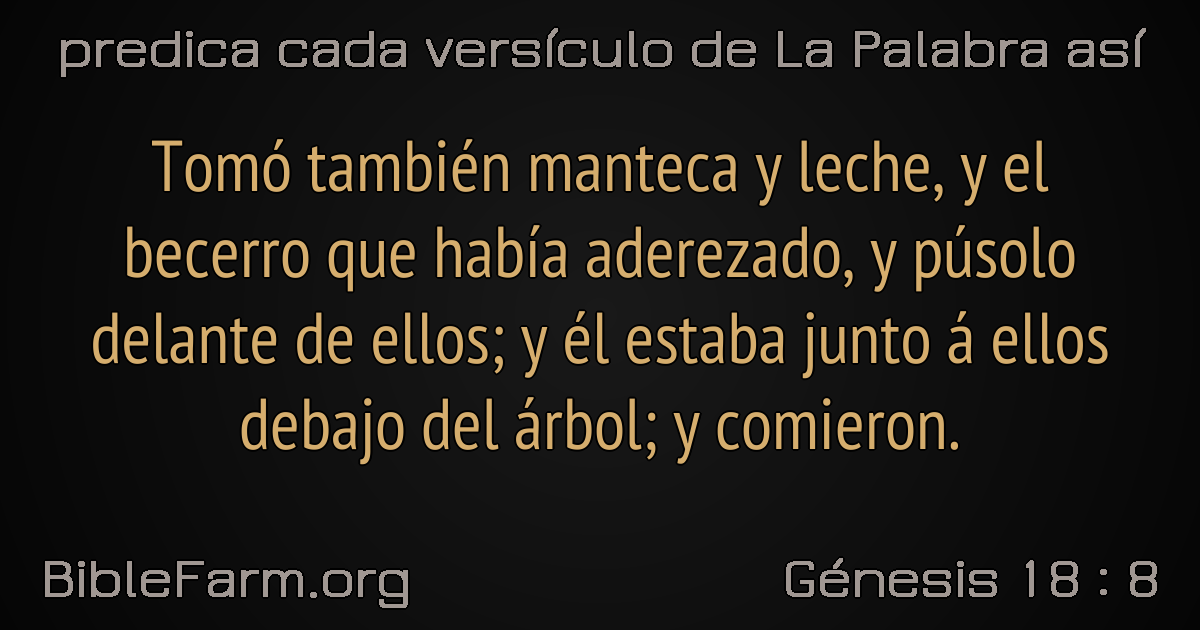 predica cada versículo de La Palabra así
Tomó también manteca y leche, y el
becerro que había aderezado, y púsolo
delante de ellos; y él estaba junto á ellos
debajo del árbol; y comieron.
BibleFarm.org
Génesis 18 : 8